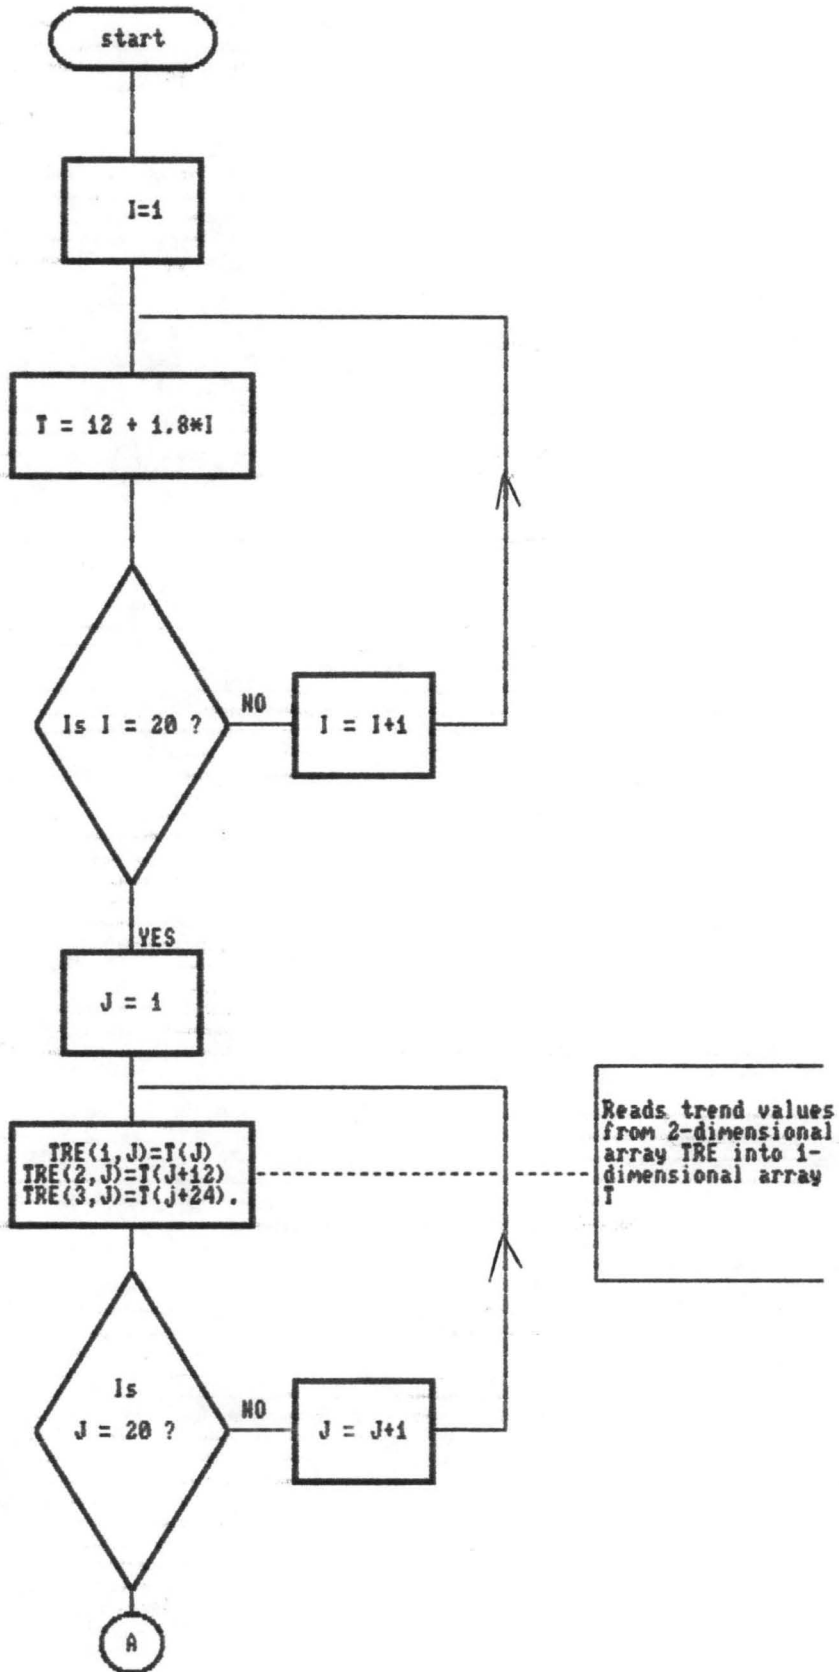 start
I=1
T = 12 + 1.8*I
Is I = 20 ?
NO
I = I+1
YES
J = 1
TRE(1,J)=T(J)
TRE(2,J)=T(J+12)
TRE(3,J)=T(j+24).
Reads trend values
from 2-dimensional
array TRE into 1-
dimensional array
T
Is
J = 20 ?
NO
J = J+1
A